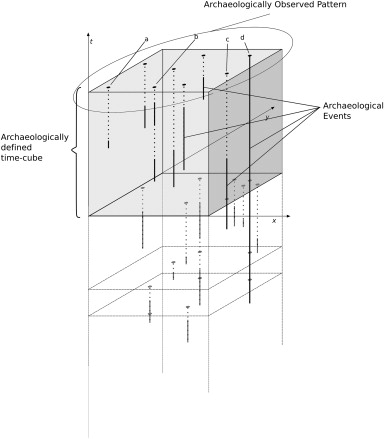 Archaeologically Observed Pattern
t
a
b
c
d
Archaeological
Events
y
Archaeologically
defined
time-cube
x